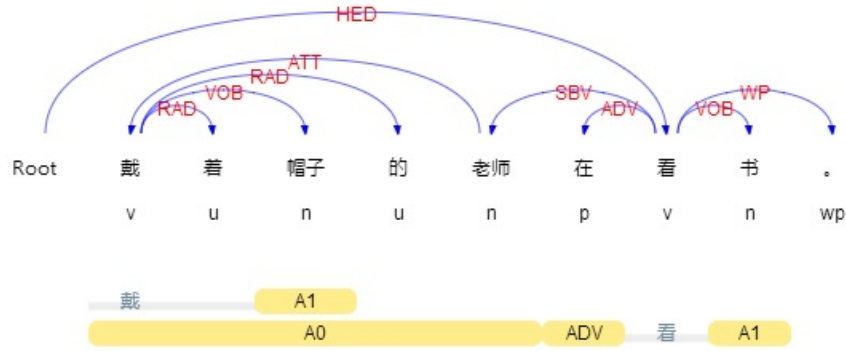 HED
ATT
RAD
VOB SBV WP
RAD ADV VOB
Root 戴 着 帽子 的 老师 在 看 书 。
v u n u n p v n wp
戴 A1
A0 ADV 看 A1